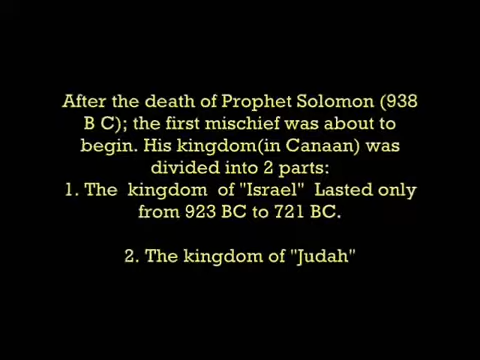 After the death of Prophet Solomon (938
B C); the first mischief was about to
begin. His kingdom(in Canaan) was
divided into 2 parts:
1. The kingdom of "Israel" Lasted only
from 923 BC to 721 BC.
2. The kingdom of "Judah"